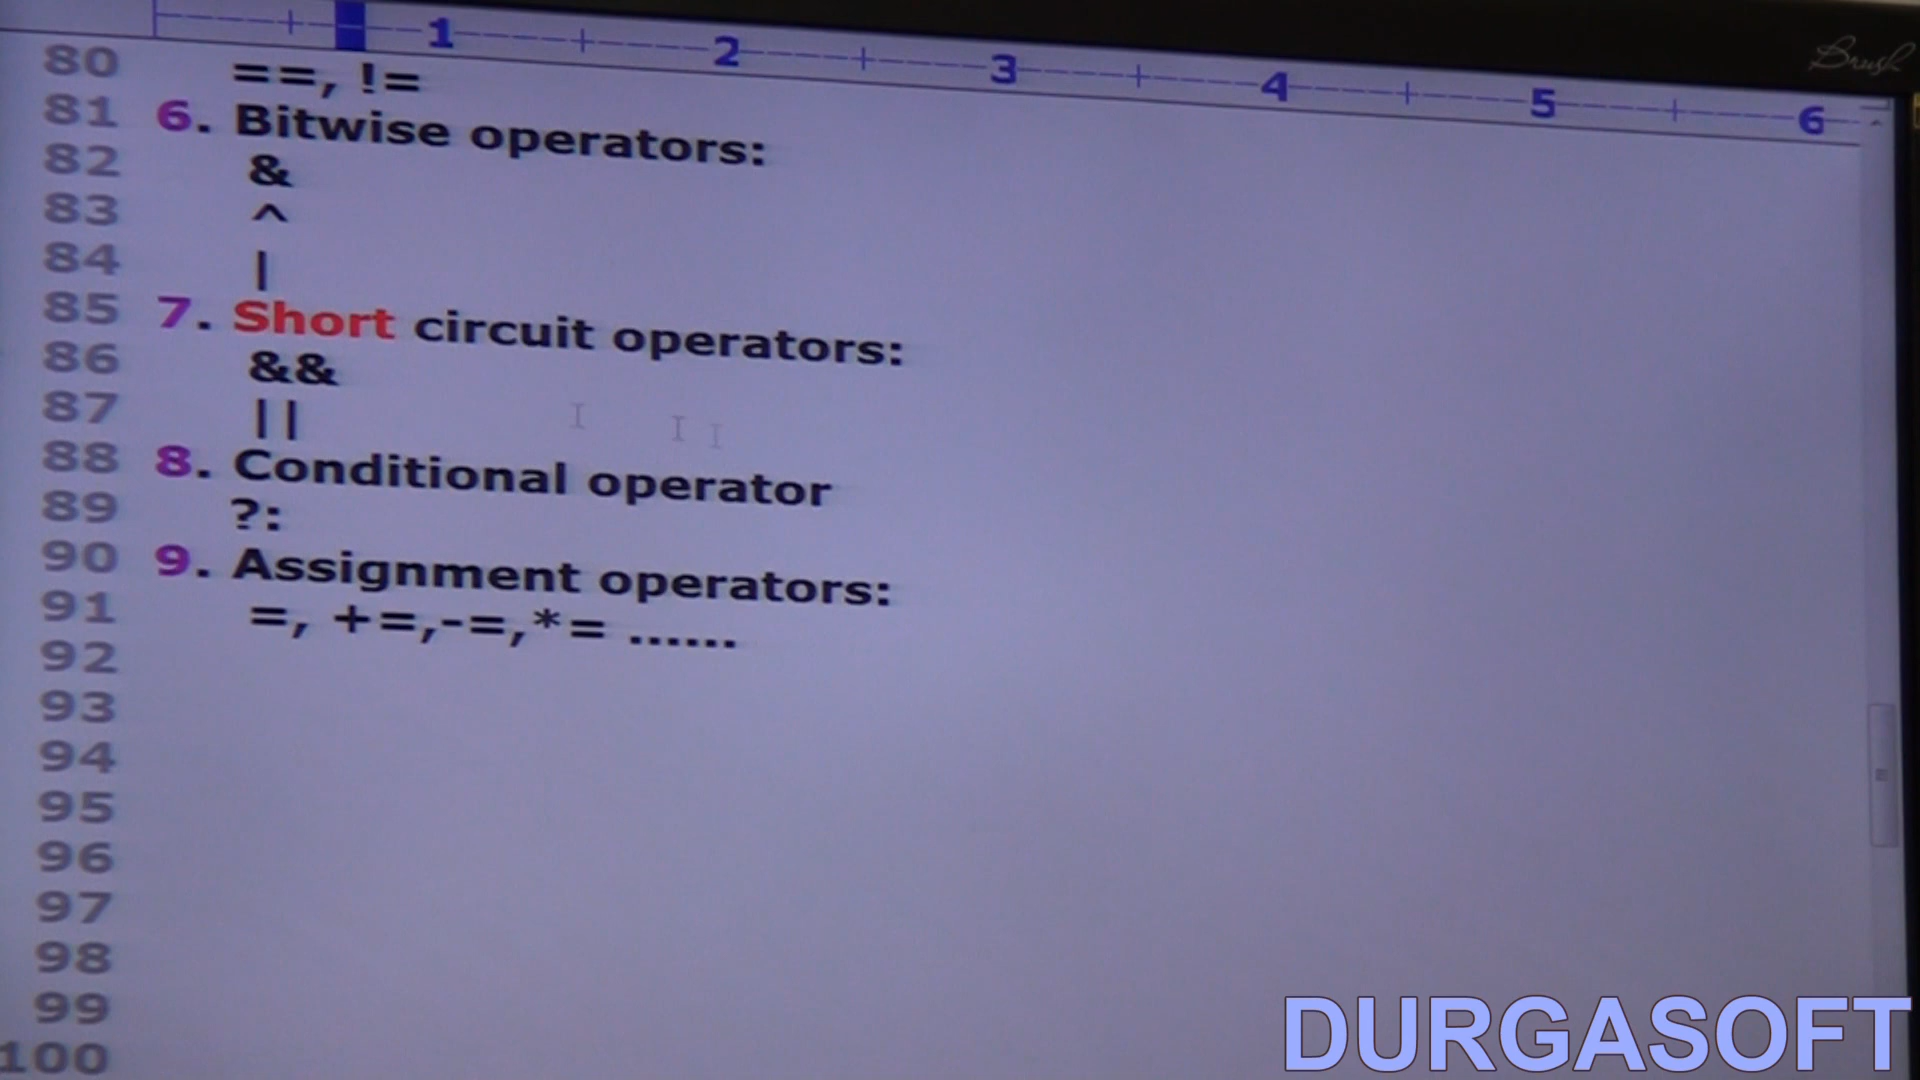 1 2 3 4 5 6
Brush
80 ==, !=
81 6. Bitwise operators:
82 &
83 ^
84 |
85 7. Short circuit operators:
86 &&
87 ||
88 8. Conditional operator
89 ?:
90 9. Assignment operators:
91 =, +=,-=,*= ......
92
93
94
95
96
97
98
99
100
DURGASOFT